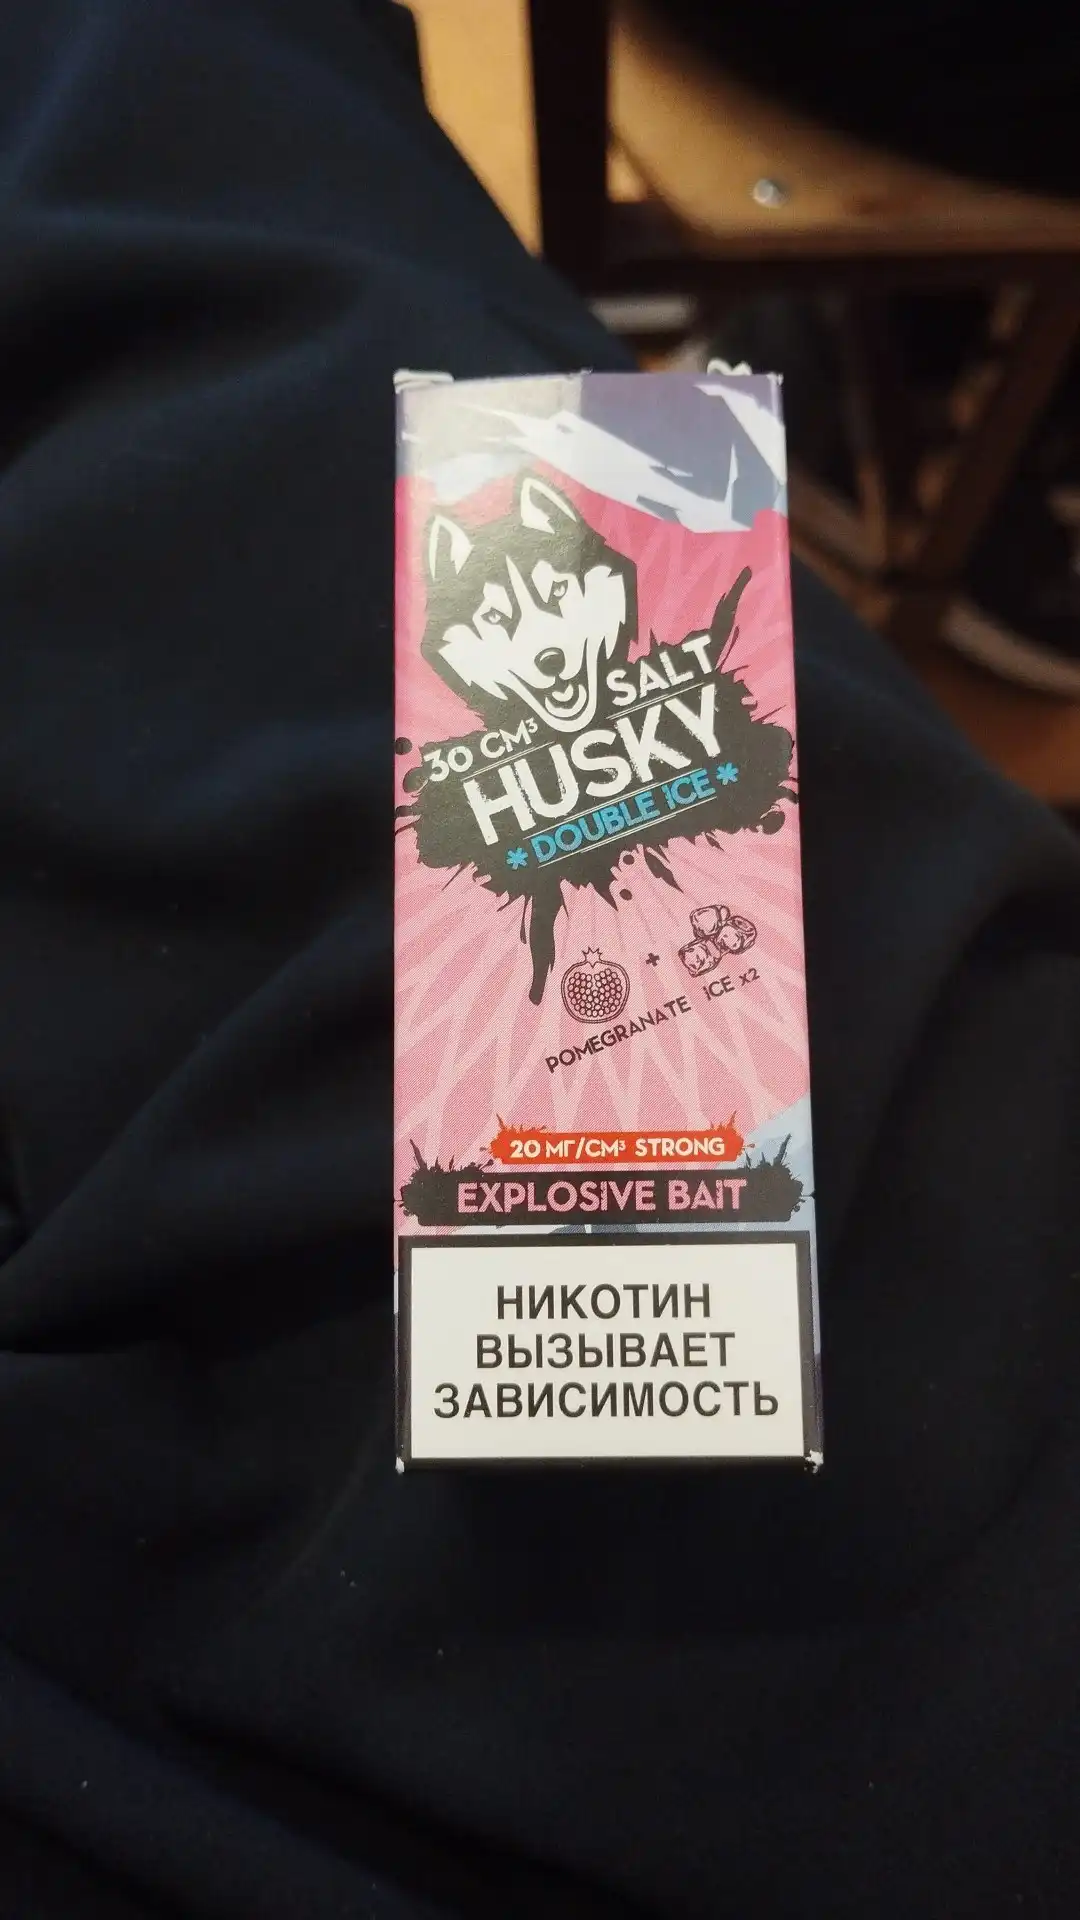 SALT
30 CM³
HUSKY
* DOUBLE ICE *
+
POMEGRANATE ICE x2
20 МГ/СМ³ STRONG
EXPLOSIVE BAIT
НИКОТИН
ВЫЗЫВАЕТ
ЗАВИСИМОСТЬ